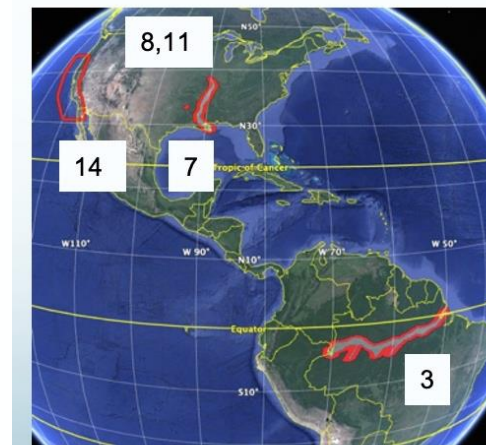 N50°
8,11
N30°
14
7
Tropic of Cancer
W110°
W 90°
N10°
W 70°
W 50°
Equator
S10°
3